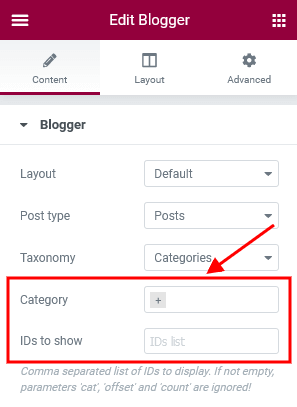 Edit Blogger
Content Layout Advanced
Blogger
Layout Default
Post type Posts
Taxonomy Categories
Category +
IDs to show IDs list
Comma separated list of IDs to display. If not empty,
parameters 'cat', 'offset' and 'count' are ignored!